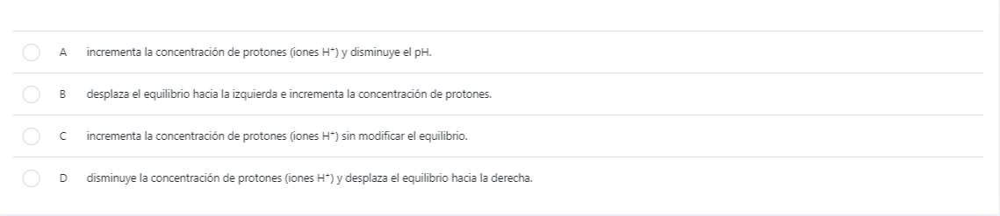 A incrementa la concentración de protones (iones H⁺) y disminuye el pH.
B desplaza el equilibrio hacia la izquierda e incrementa la concentración de protones.
C incrementa la concentración de protones (iones H⁺) sin modificar el equilibrio.
D disminuye la concentración de protones (iones H⁺) y desplaza el equilibrio hacia la derecha.